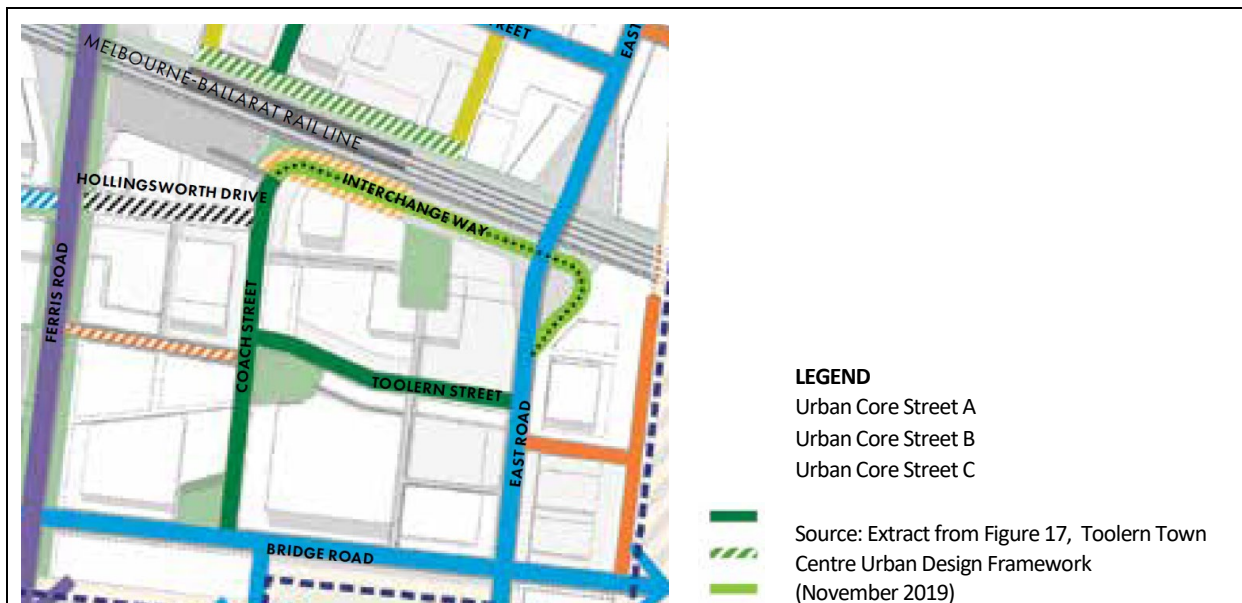 STREET
EAST
MELBOURNE-BALLARAT RAIL LINE
HOLLINGSWORTH DRIVE
INTERCHANGE WAY
FERRIS ROAD
COACH STREET
TOOLERN STREET
EAST ROAD
BRIDGE ROAD
LEGEND
Urban Core Street A
Urban Core Street B
Urban Core Street C
Source: Extract from Figure 17, Toolern Town
Centre Urban Design Framework
(November 2019)